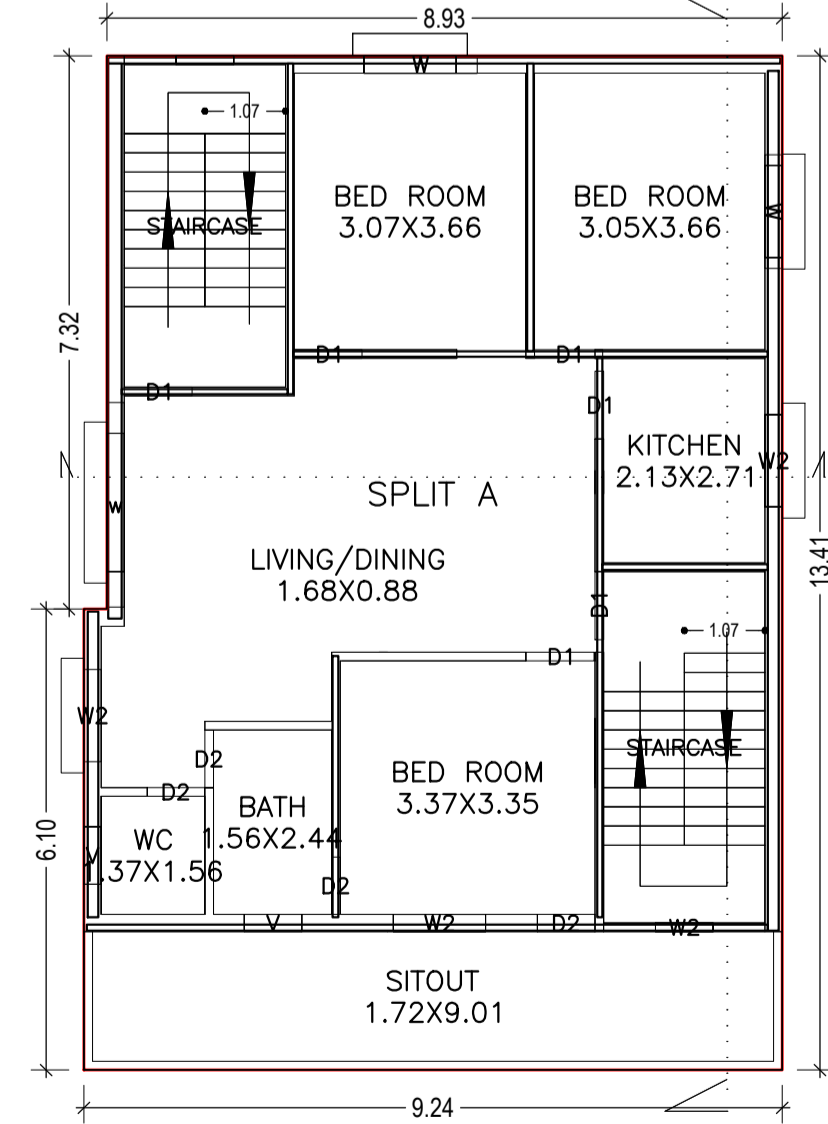 8.93
W
1.07
BED ROOM
3.07X3.66
BED ROOM
3.05X3.66
W
STAIRCASE
7.32
D1
D1
D1
D1
KITCHEN
2.13X2.71
W2
SPLIT A
W
LIVING/DINING
1.68X0.88
13.41
D1
1.07
D1
W2
STAIRCASE
D2
BED ROOM
3.37X3.35
D2
BATH
1.56X2.44
WC
1.37X1.56
6.10
V
D2
V
W2
D2
W2
SITOUT
1.72X9.01
9.24